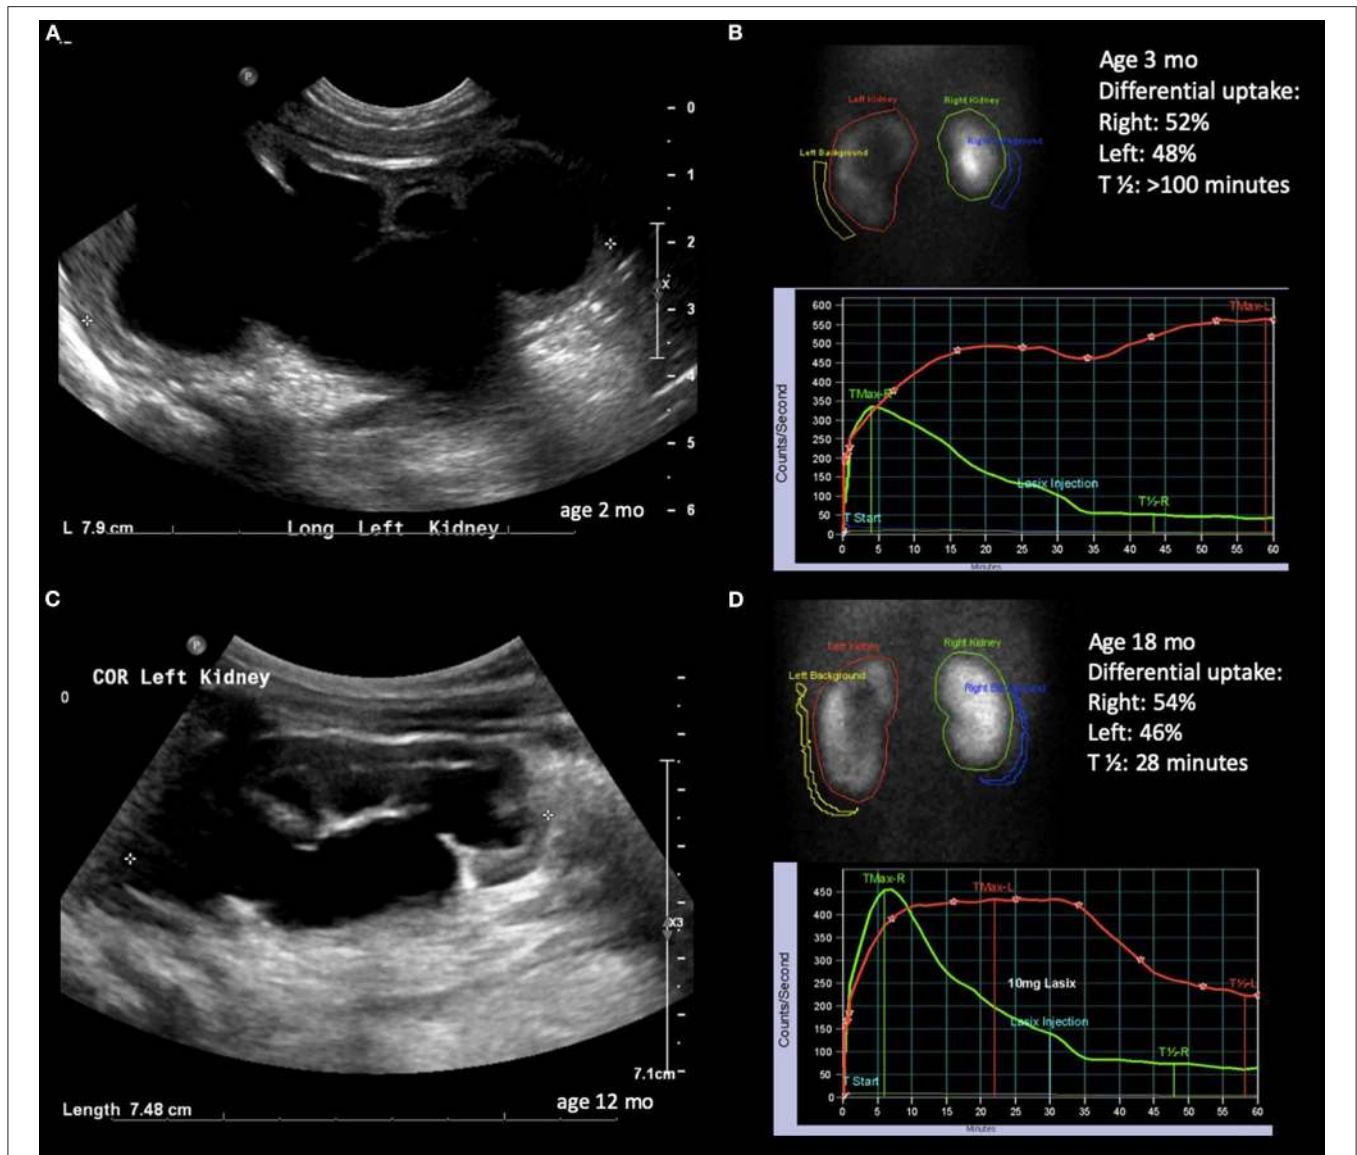 A
P
0
1
2
X
3
4
5
6
age 2 mo
L 7.9 cm
Long Left Kidney
B
Left Kidney
Right Kidney
Left Background
Right Background
Age 3 mo
Differential uptake:
Right: 52%
Left: 48%
T ½: >100 minutes
TMax-L
TMax-R
Lasix Injection
T½-R
T Start
Counts/Second
600
550
500
450
400
350
300
250
200
150
100
50
0
0 5 10 15 20 25 30 35 40 45 50 55 60
Minutes
C
P
COR Left Kidney
0
X3
7.1cm
age 12 mo
Length 7.48 cm
D
Left Kidney
Right Kidney
Left Background
Right Background
Age 18 mo
Differential uptake:
Right: 54%
Left: 46%
T ½: 28 minutes
TMax-R
TMax-L
10mg Lasix
Lasix Injection
T½-L
T½-R
T Start
Counts/Second
450
400
350
300
250
200
150
100
50
0
0 5 10 15 20 25 30 35 40 45 50 55 60
Minutes